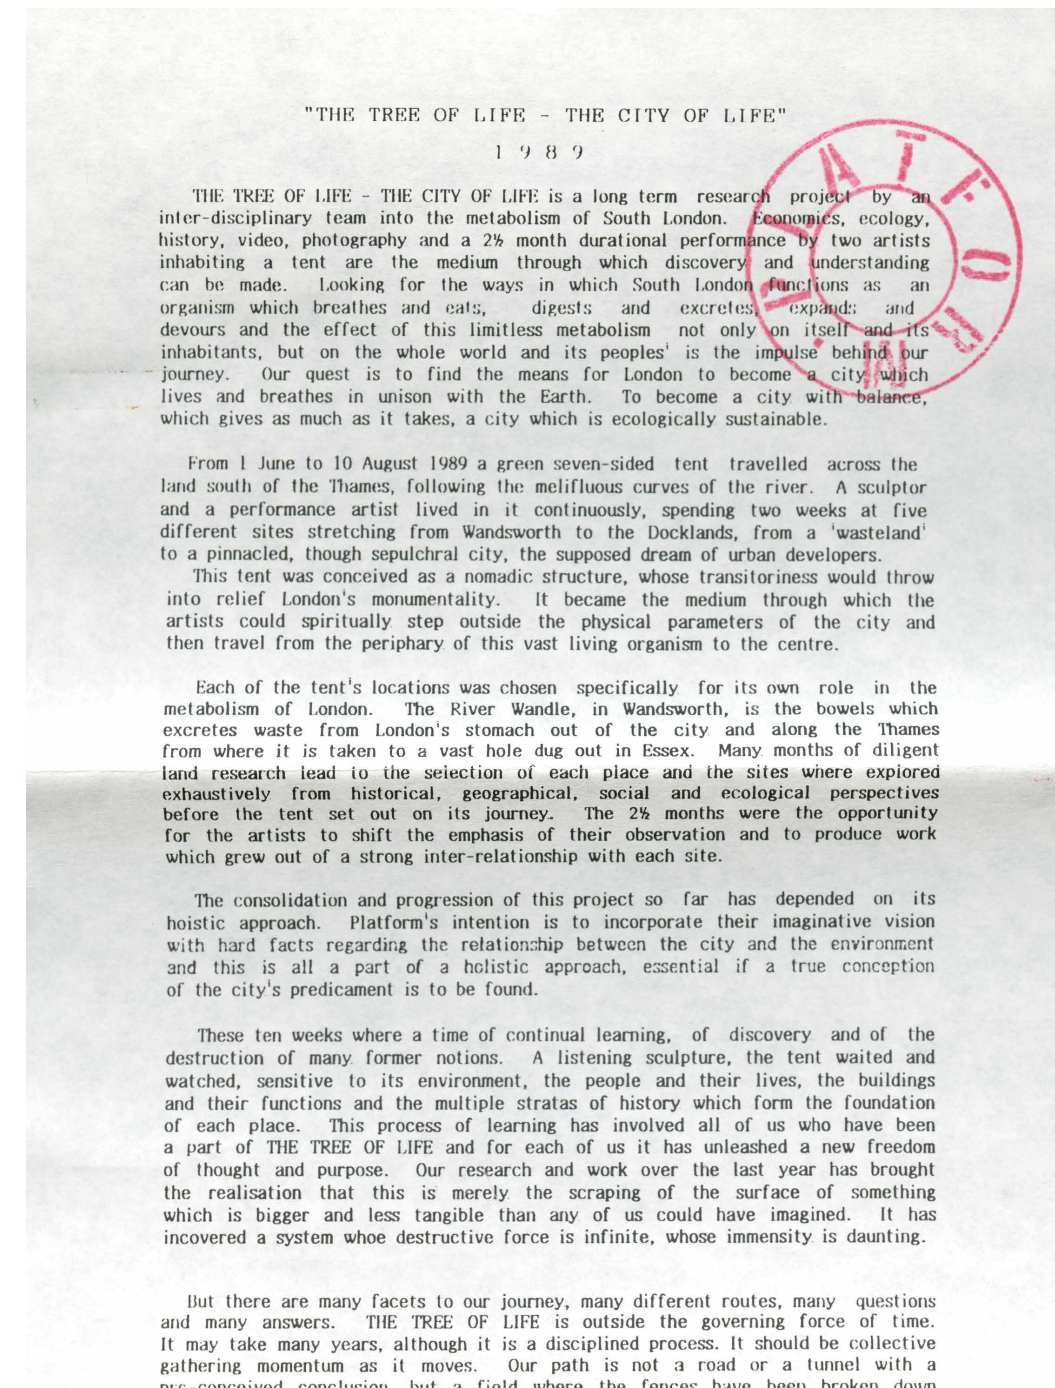 "THE TREE OF LIFE - THE CITY OF LIFE"
1 9 8 9
PLATFORM.
THE TREE OF LIFE - THE CITY OF LIFE is a long term research project by an
inter-disciplinary team into the metabolism of South London. Economics, ecology,
history, video, photography and a 2½ month durational performance by two artists
inhabiting a tent are the medium through which discovery and understanding
can be made. Looking for the ways in which South London functions as an
organism which breathes and eats, digests and excretes, expands and
devours and the effect of this limitless metabolism not only on itself and its
inhabitants, but on the whole world and its peoples' is the impulse behind our
journey. Our quest is to find the means for London to become a city which
lives and breathes in unison with the Earth. To become a city with balance,
which gives as much as it takes, a city which is ecologically sustainable.
From 1 June to 10 August 1989 a green seven-sided tent travelled across the
land south of the Thames, following the melifluous curves of the river. A sculptor
and a performance artist lived in it continuously, spending two weeks at five
different sites stretching from Wandsworth to the Docklands, from a 'wasteland'
to a pinnacled, though sepulchral city, the supposed dream of urban developers.
This tent was conceived as a nomadic structure, whose transitoriness would throw
into relief London's monumentality. It became the medium through which the
artists could spiritually step outside the physical parameters of the city and
then travel from the periphary of this vast living organism to the centre.
Each of the tent's locations was chosen specifically for its own role in the
metabolism of London. The River Wandle, in Wandsworth, is the bowels which
excretes waste from London's stomach out of the city and along the Thames
from where it is taken to a vast hole dug out in Essex. Many months of diligent
land research lead to the selection of each place and the sites where explored
exhaustively from historical, geographical, social and ecological perspectives
before the tent set out on its journey. The 2½ months were the opportunity
for the artists to shift the emphasis of their observation and to produce work
which grew out of a strong inter-relationship with each site.
The consolidation and progression of this project so far has depended on its
hoistic approach. Platform's intention is to incorporate their imaginative vision
with hard facts regarding the relationship between the city and the environment
and this is all a part of a holistic approach, essential if a true conception
of the city's predicament is to be found.
These ten weeks where a time of continual learning, of discovery and of the
destruction of many former notions. A listening sculpture, the tent waited and
watched, sensitive to its environment, the people and their lives, the buildings
and their functions and the multiple stratas of history which form the foundation
of each place. This process of learning has involved all of us who have been
a part of THE TREE OF LIFE and for each of us it has unleashed a new freedom
of thought and purpose. Our research and work over the last year has brought
the realisation that this is merely the scraping of the surface of something
which is bigger and less tangible than any of us could have imagined. It has
incovered a system whoe destructive force is infinite, whose immensity is daunting.
But there are many facets to our journey, many different routes, many questions
and many answers. THE TREE OF LIFE is outside the governing force of time.
It may take many years, although it is a disciplined process. It should be collective
gathering momentum as it moves. Our path is not a road or a tunnel with a
pre-conceived conclusion, but a field where the fences have been broken down